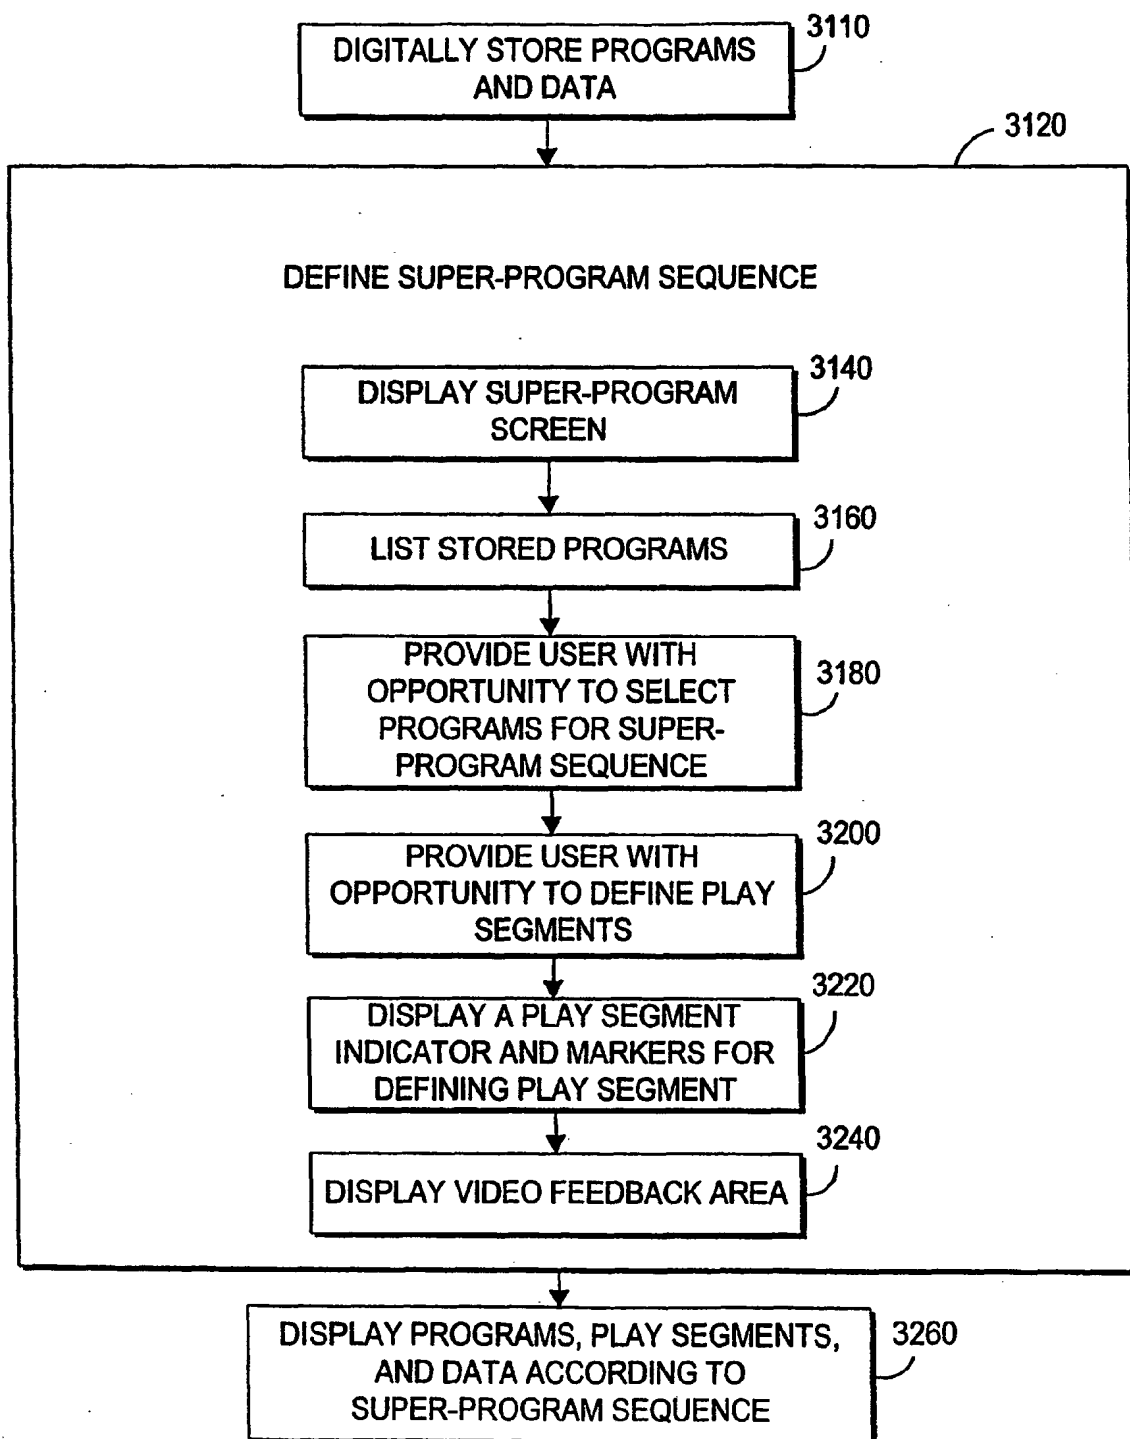 3110
DIGITALLY STORE PROGRAMS
AND DATA
3120
DEFINE SUPER-PROGRAM SEQUENCE
3140
DISPLAY SUPER-PROGRAM
SCREEN
3160
LIST STORED PROGRAMS
3180
PROVIDE USER WITH
OPPORTUNITY TO SELECT
PROGRAMS FOR SUPER-
PROGRAM SEQUENCE
3200
PROVIDE USER WITH
OPPORTUNITY TO DEFINE PLAY
SEGMENTS
3220
DISPLAY A PLAY SEGMENT
INDICATOR AND MARKERS FOR
DEFINING PLAY SEGMENT
3240
DISPLAY VIDEO FEEDBACK AREA
3260
DISPLAY PROGRAMS, PLAY SEGMENTS,
AND DATA ACCORDING TO
SUPER-PROGRAM SEQUENCE